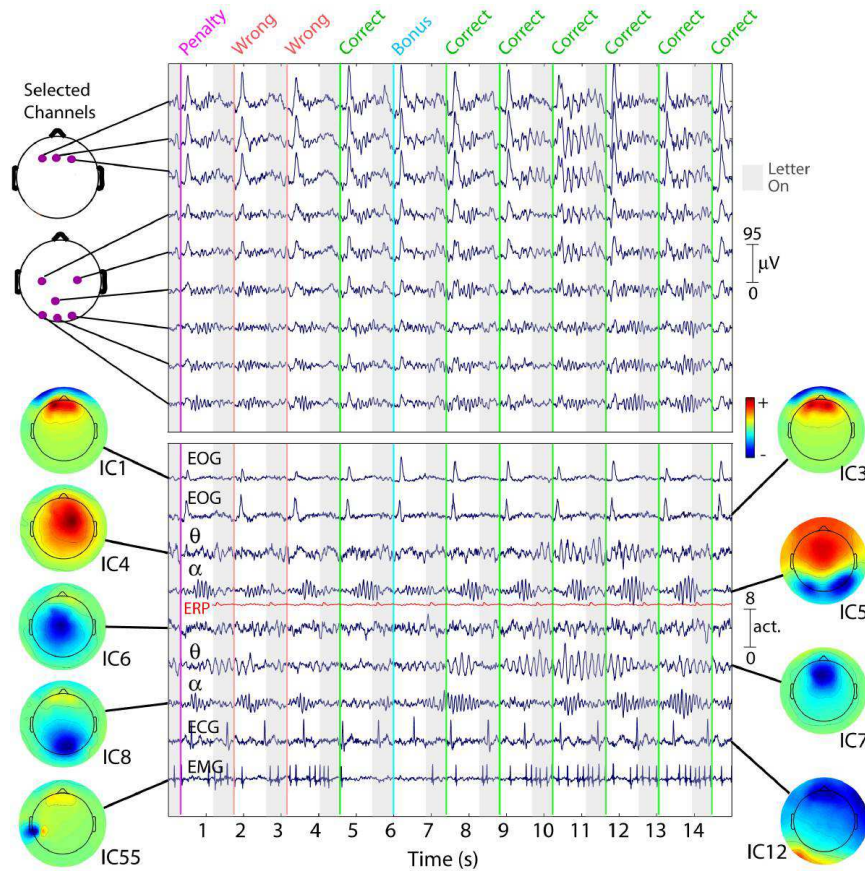 Penalty Wrong Wrong Correct Bonus Correct Correct Correct Correct Correct Correct
Selected
Channels
Letter
On
95
μV
0
+
-
IC1
EOG
IC3
EOG
IC4
θ
α
IC5
ERP
8
act.
0
IC6
θ
IC7
α
IC8
ECG
EMG
IC55
IC12
1 2 3 4 5 6 7 8 9 10 11 12 13 14
Time (s)